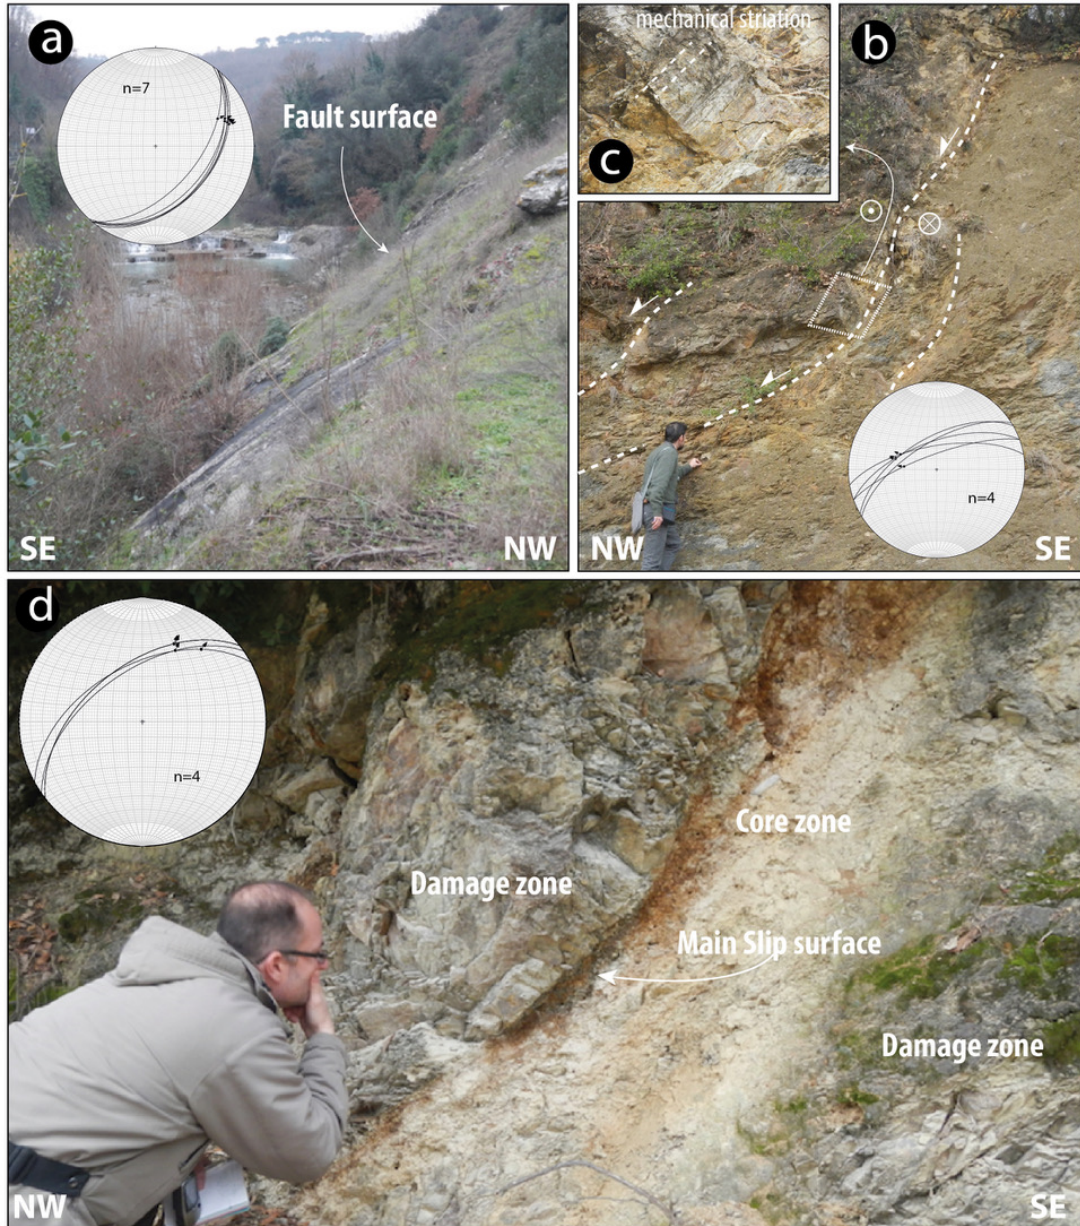 a
n=7
Fault surface
SE
NW
mechanical striation
c
b
n=4
NW
SE
d
n=4
Damage zone
Core zone
Main Slip surface
Damage zone
NW
SE